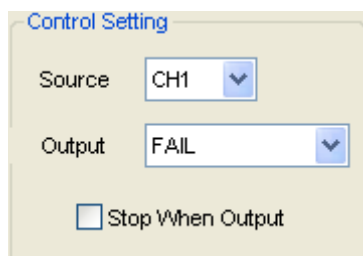 Control Setting
Source CH1
Output FAIL
Stop When Output